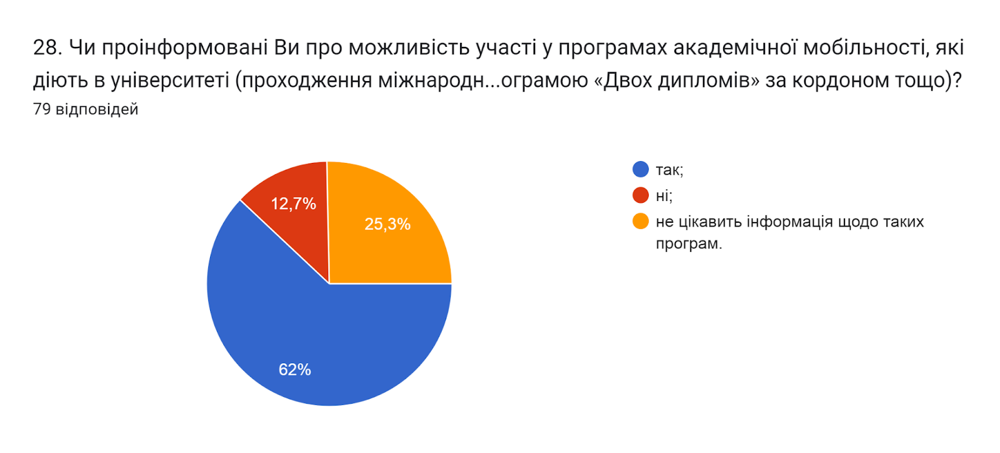 28. Чи проінформовані Ви про можливість участі у програмах академічної мобільності, які
діють в університеті (проходження міжнародн...ограмою «Двох дипломів» за кордоном тощо)?
79 відповідей
так;
ні;
не цікавить інформація щодо таких
програм.
12,7%
25,3%
62%